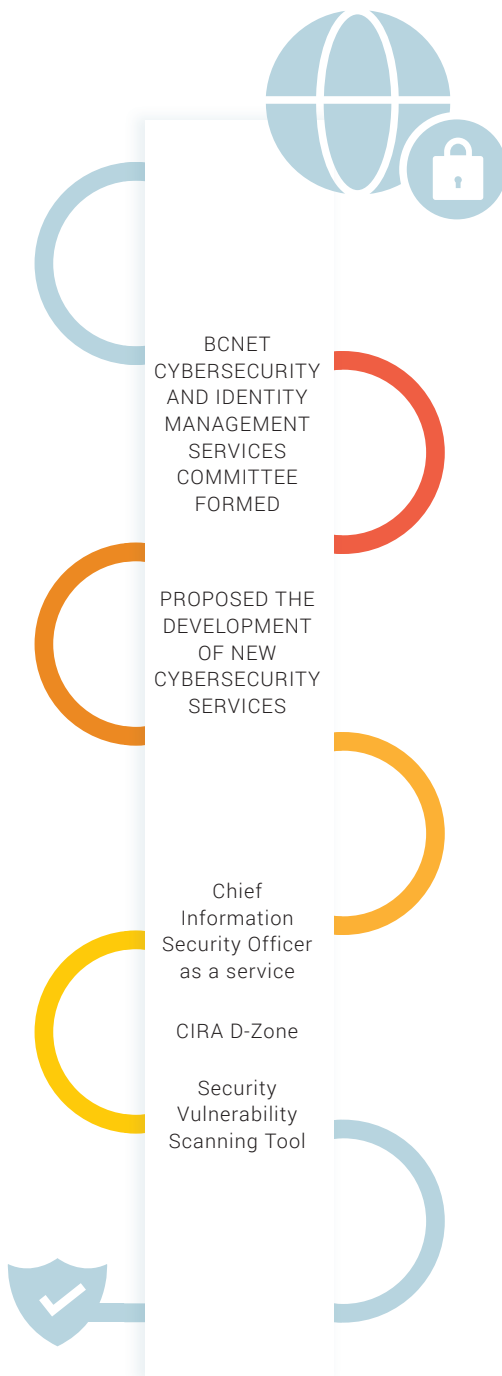 BCNET
CYBERSECURITY
AND IDENTITY
MANAGEMENT
SERVICES
COMMITTEE
FORMED
PROPOSED THE
DEVELOPMENT
OF NEW
CYBERSECURITY
SERVICES
Chief
Information
Security Officer
as a service
CIRA D-Zone
Security
Vulnerability
Scanning Tool